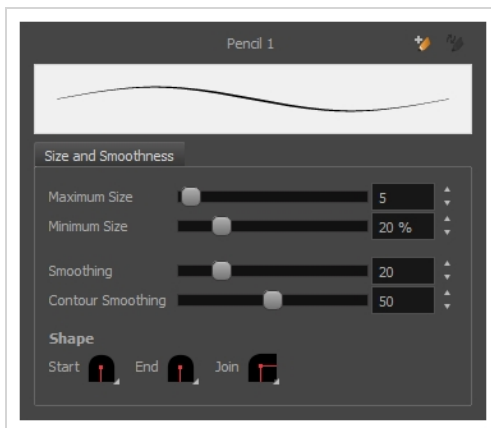 Pencil 1
Size and Smoothness
Maximum Size 5
Minimum Size 20 %
Smoothing 20
Contour Smoothing 50
Shape
Start End Join